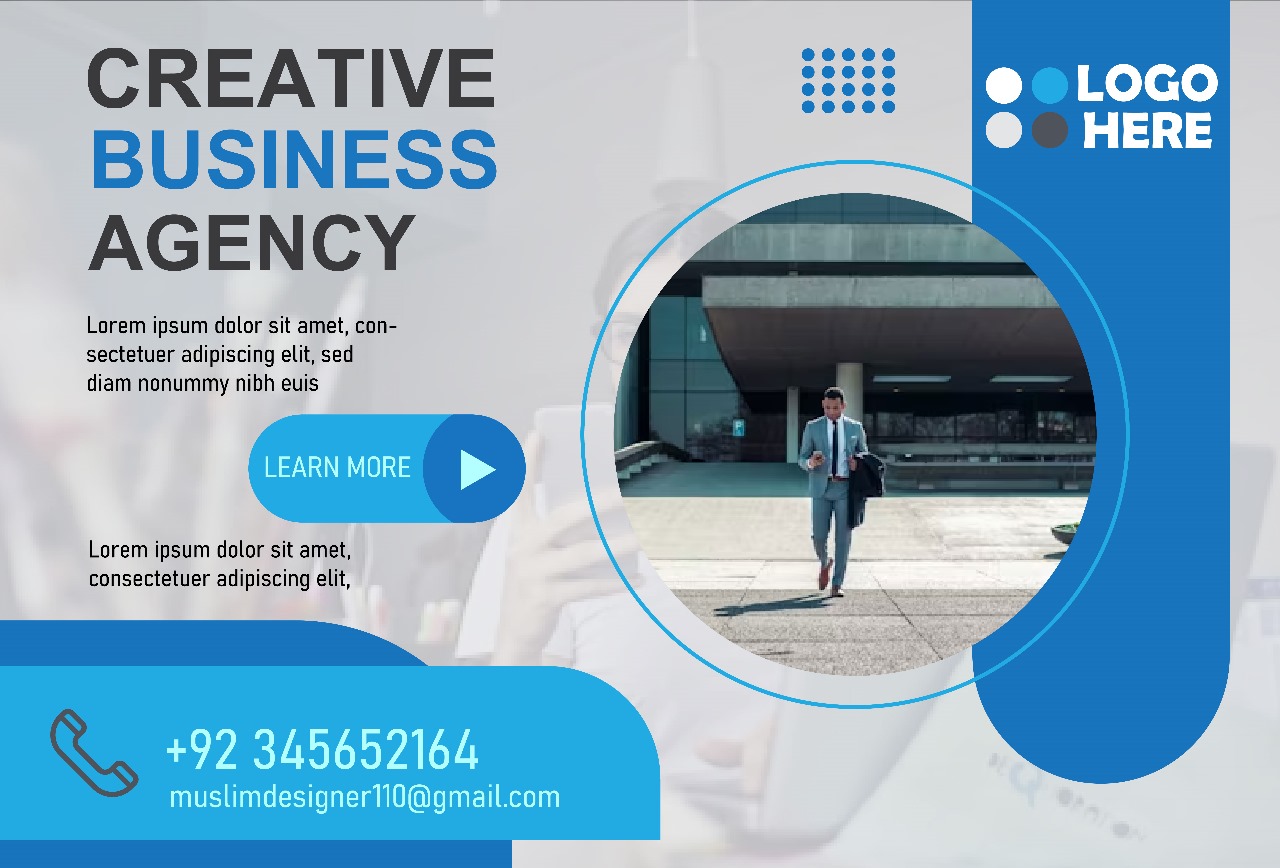 CREATIVE
BUSINESS
AGENCY
LOGO
HERE
Lorem ipsum dolor sit amet, con-
sectetuer adipiscing elit, sed
diam nonummy nibh euis
LEARN MORE
Lorem ipsum dolor sit amet,
consectetuer adipiscing elit,
+92 345652164
muslimdesigner110@gmail.com